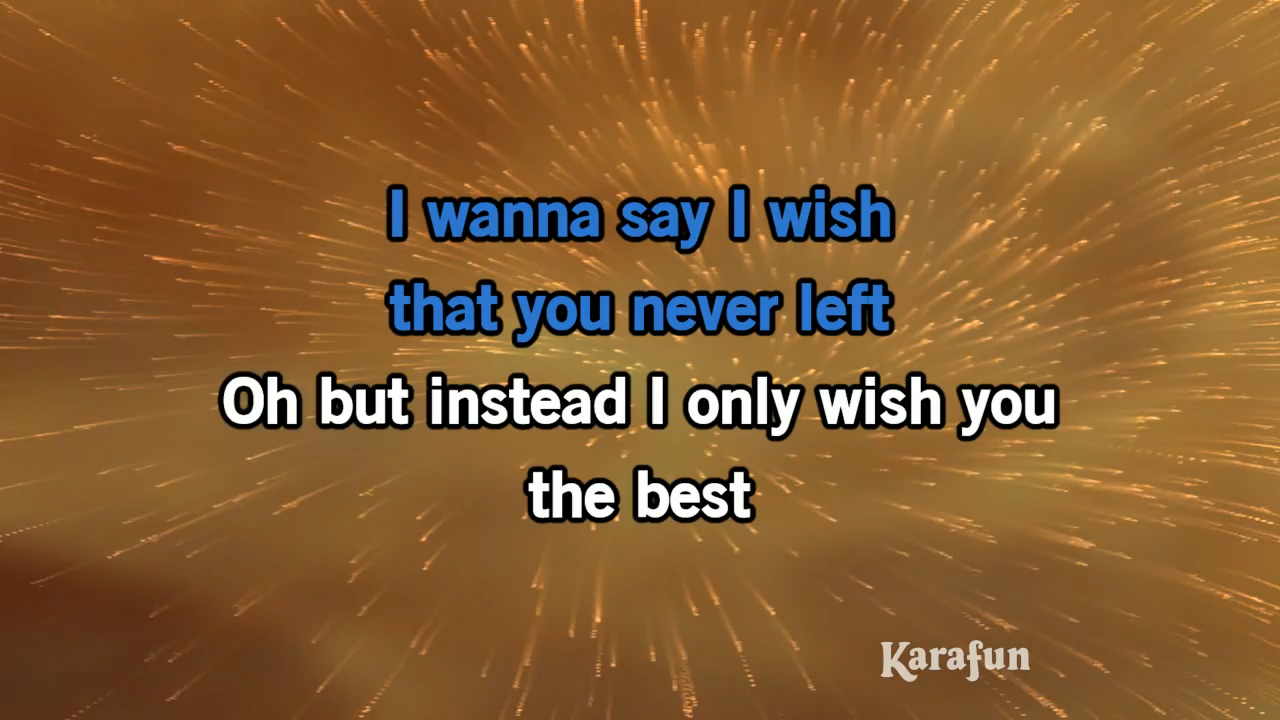 I wanna say I wish
that you never left
Oh but instead I only wish you
the best
Karafun